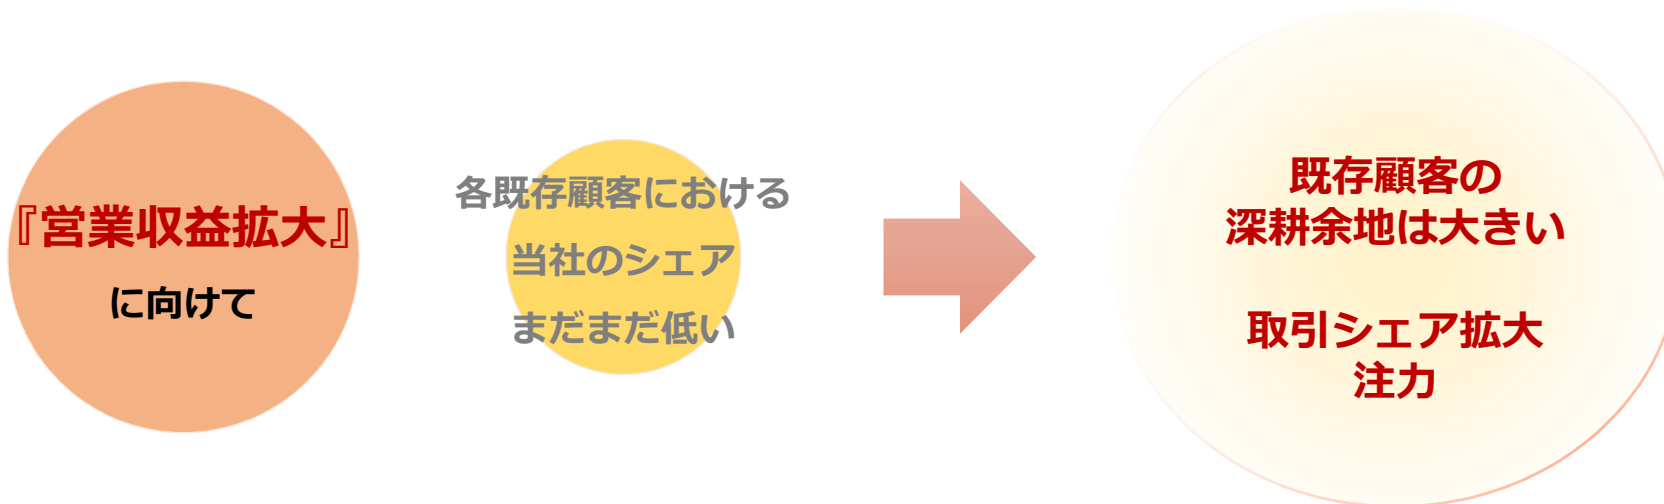 『営業収益拡大』
に向けて
各既存顧客における
当社のシェア
まだまだ低い
既存顧客の
深耕余地は大きい
取引シェア拡大
注力